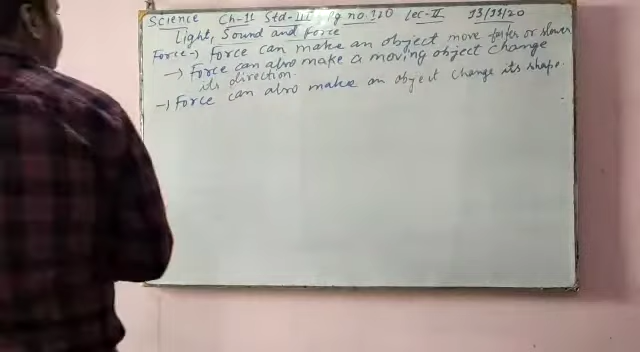 Science Ch-11 Std-III Pg no.120 Lec-II 13/11/20
Light, Sound and force
Force→ Force can make an object move faster or slower
→ Force can also make a moving object change
its direction.
→ Force can also make an object change its shape.